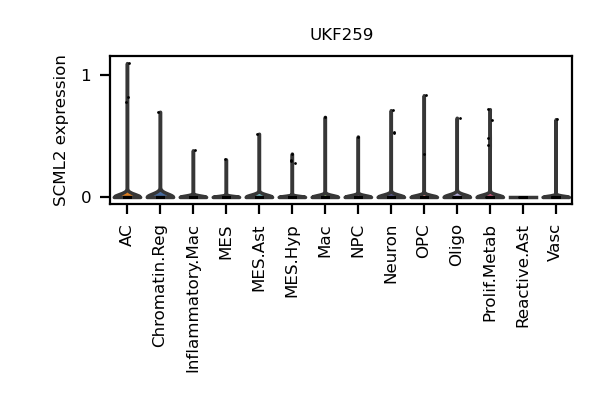 UKF259
SCML2 expression
1
0
AC
Chromatin.Reg
Inflammatory.Mac
MES
MES.Ast
MES.Hyp
Mac
NPC
Neuron
OPC
Oligo
Prolif.Metab
Reactive.Ast
Vasc